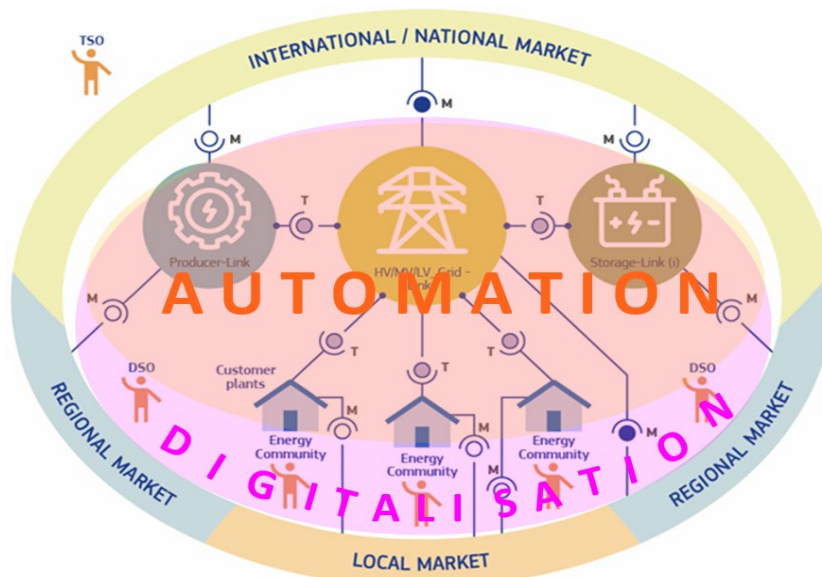 TSO
INTERNATIONAL / NATIONAL MARKET
M
M
M
T
T
Producer-Link
HV/MV/LV_Grid -
Link
Storage-Link (i)
AUTOMATION
M
M
T
T
T
DSO
DSO
Customer
plants
M
M
M
M
Energy
Community
Energy
Community
Energy
Community
DIGITALISATION
REGIONAL MARKET
REGIONAL MARKET
LOCAL MARKET